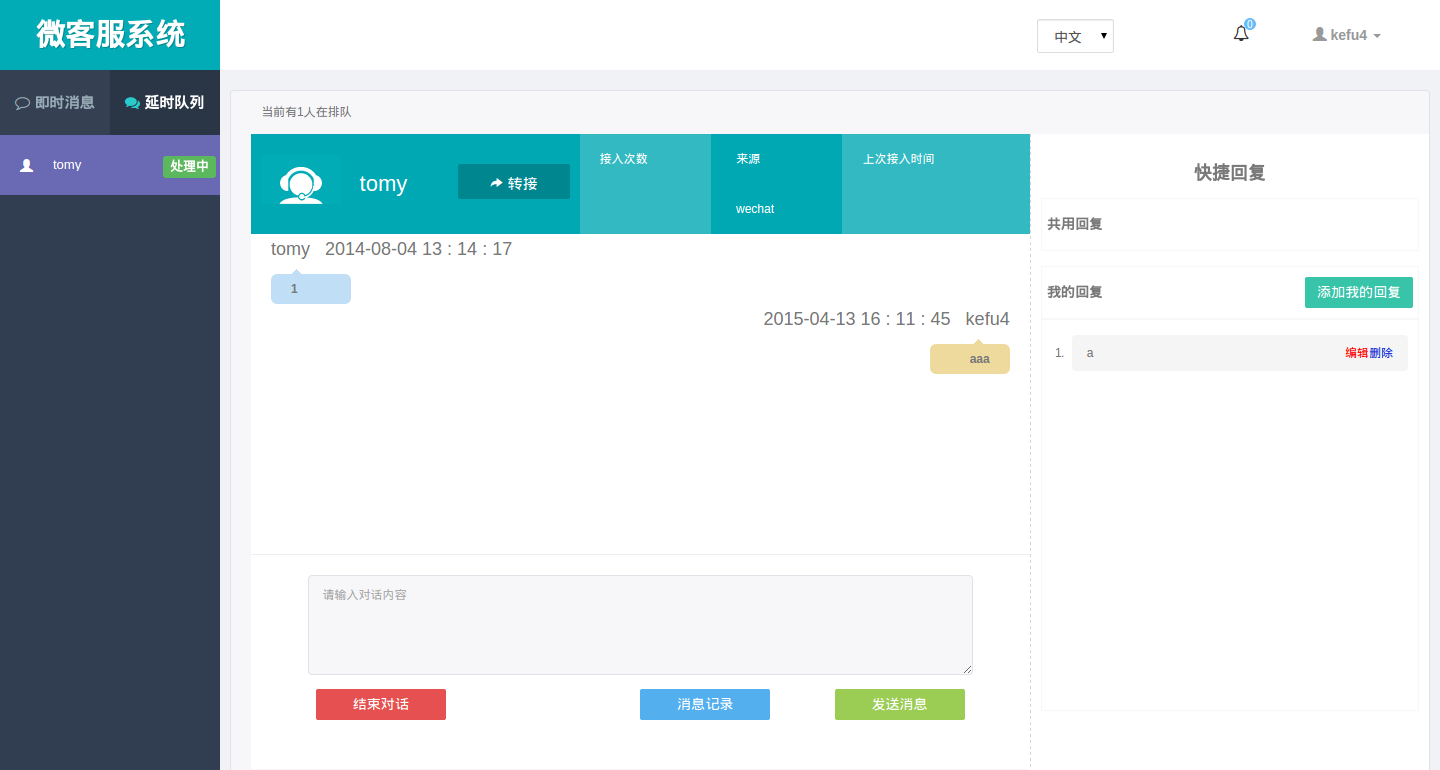 微客服系统
中文
0
kefu4
即时消息
延时队列
tomy
处理中
当前有1人在排队
tomy
转接
接入次数
来源
wechat
上次接入时间
tomy 2014-08-04 13 : 14 : 17
1
2015-04-13 16 : 11 : 45 kefu4
aaa
请输入对话内容
结束对话
消息记录
发送消息
快捷回复
共用回复
我的回复
添加我的回复
1. a 编辑删除